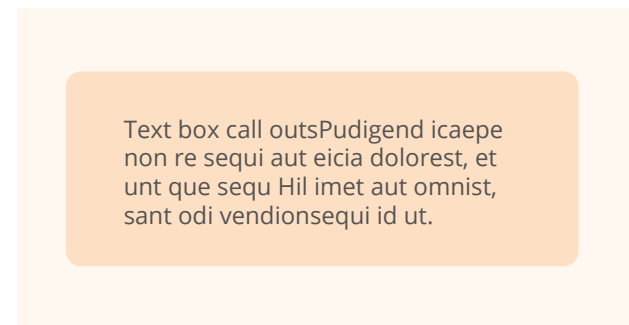 Text box call outsPudigend icaepe
non re sequi aut eicia dolorest, et
unt que sequ Hil imet aut omnist,
sant odi vendionsequi id ut.